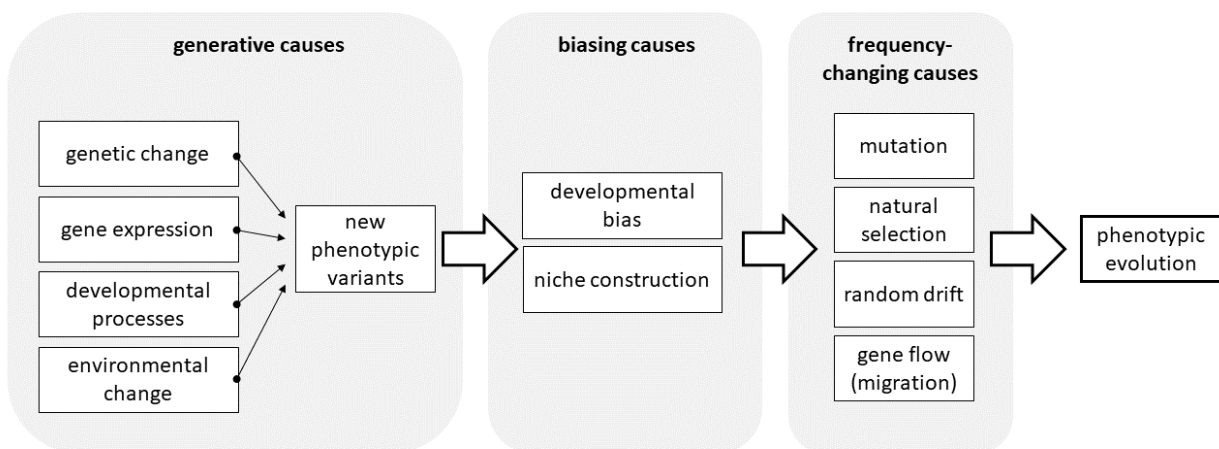 generative causes
genetic change
gene expression
developmental
processes
environmental
change
new
phenotypic
variants
biasing causes
developmental
bias
niche construction
frequency-
changing causes
mutation
natural
selection
random drift
gene flow
(migration)
phenotypic
evolution